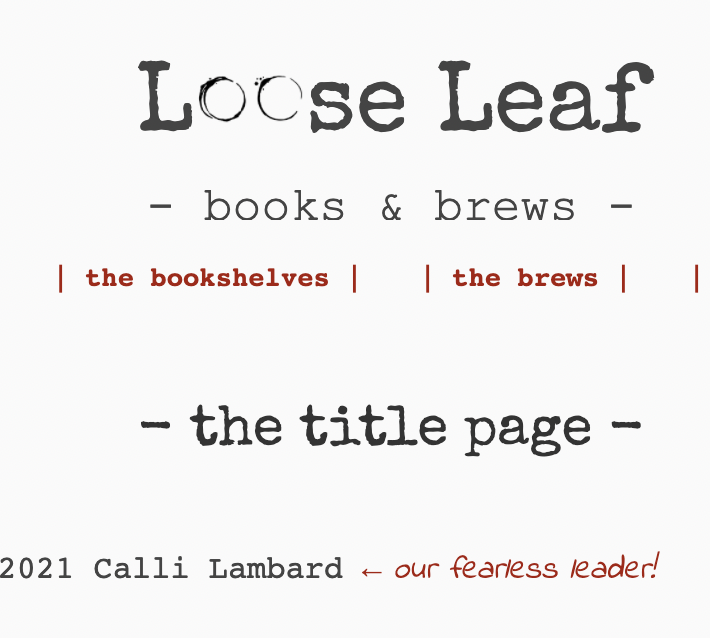 Loose Leaf
- books & brews -
| the bookshelves | | the brews | |
- the title page -
2021 Calli Lambard ← our fearless leader!